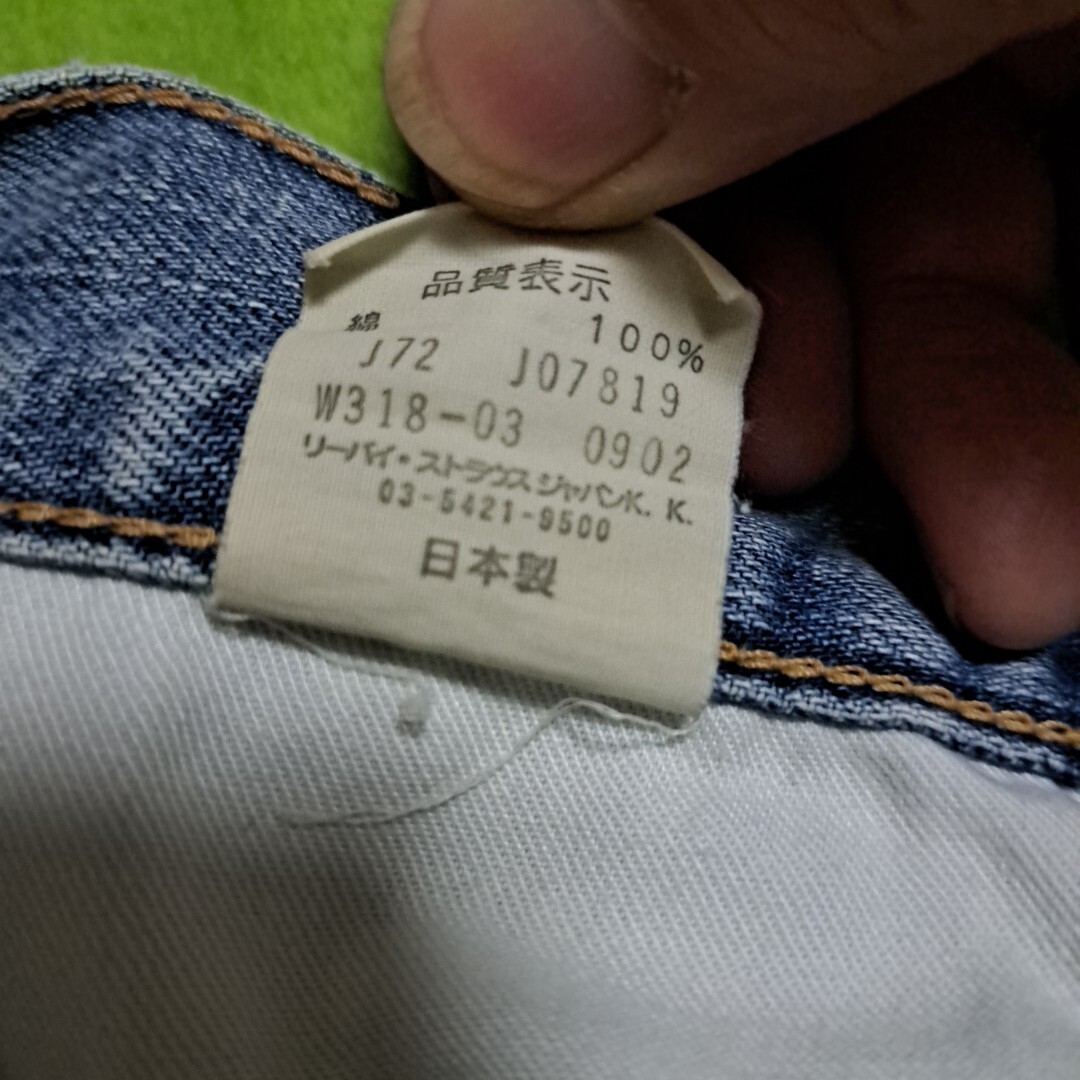 品質表示
綿 100%
J72 J07819
W318-03 0902
リーバイ・ストラウス ジャパンK. K.
03-5421-9500
日本製